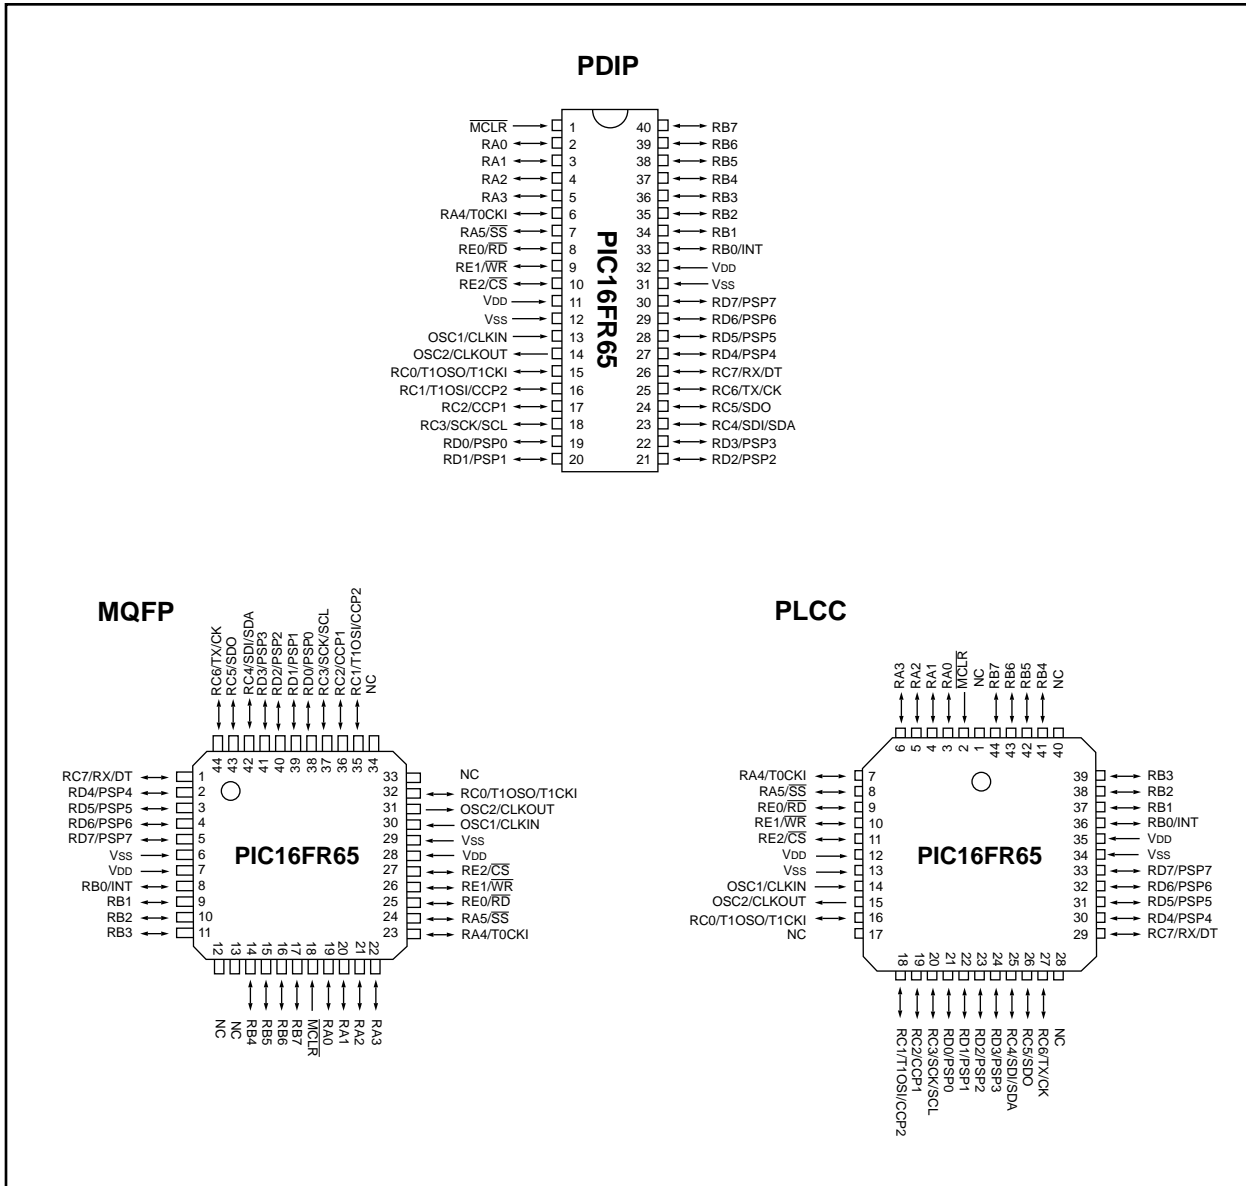 PDIP
MCLR 1 40 RB7
RA0 2 39 RB6
RA1 3 38 RB5
RA2 4 37 RB4
RA3 5 36 RB3
RA4/T0CKI 6 35 RB2
RA5/SS 7 34 RB1
RE0/RD 8 33 RB0/INT
RE1/WR 9 32 VDD
RE2/CS 10 31 VSS
VDD 11 30 RD7/PSP7
VSS 12 29 RD6/PSP6
OSC1/CLKIN 13 28 RD5/PSP5
OSC2/CLKOUT 14 27 RD4/PSP4
RC0/T1OSO/T1CKI 15 26 RC7/RX/DT
RC1/T1OSI/CCP2 16 25 RC6/TX/CK
RC2/CCP1 17 24 RC5/SDO
RC3/SCK/SCL 18 23 RC4/SDI/SDA
RD0/PSP0 19 22 RD3/PSP3
RD1/PSP1 20 21 RD2/PSP2
PIC16FR65
MQFP
RC6/TX/CK
RC5/SDO
RC4/SDI/SDA
RD3/PSP3
RD2/PSP2
RD1/PSP1
RD0/PSP0
RC3/SCK/SCL
RC2/CCP1
RC1/T1OSI/CCP2
NC
44 43 42 41 40 39 38 37 36 35 34
RC7/RX/DT 1 33 NC
RD4/PSP4 2 32 RC0/T1OSO/T1CKI
RD5/PSP5 3 31 OSC2/CLKOUT
RD6/PSP6 4 30 OSC1/CLKIN
RD7/PSP7 5 29 VSS
VSS 6 28 VDD
VDD 7 27 RE2/CS
RB0/INT 8 26 RE1/WR
RB1 9 25 RE0/RD
RB2 10 24 RA5/SS
RB3 11 23 RA4/T0CKI
PIC16FR65
12 13 14 15 16 17 18 19 20 21 22
NC
NC
RB4
RB5
RB6
RB7
MCLR
RA0
RA1
RA2
RA3
PLCC
RA3
RA2
RA1
RA0
MCLR
NC
RB7
RB6
RB5
RB4
NC
6 5 4 3 2 1 44 43 42 41 40
RA4/T0CKI 7 39 RB3
RA5/SS 8 38 RB2
RE0/RD 9 37 RB1
RE1/WR 10 36 RB0/INT
RE2/CS 11 35 VDD
VDD 12 34 VSS
VSS 13 33 RD7/PSP7
OSC1/CLKIN 14 32 RD6/PSP6
OSC2/CLKOUT 15 31 RD5/PSP5
RC0/T1OSO/T1CKI 16 30 RD4/PSP4
NC 17 29 RC7/RX/DT
PIC16FR65
18 19 20 21 22 23 24 25 26 27 28
RC1/T1OSI/CCP2
RC2/CCP1
RC3/SCK/SCL
RD0/PSP0
RD1/PSP1
RD2/PSP2
RD3/PSP3
RC4/SDI/SDA
RC5/SDO
RC6/TX/CK
NC